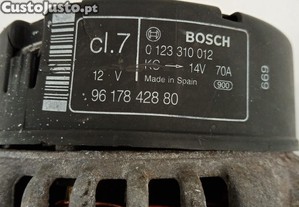 CustoJusto.pt
cl.7
BOSCH
0 123 310 012
KC → 14V 70A
12 V
Made in Spain
900
96 178 428 80
669